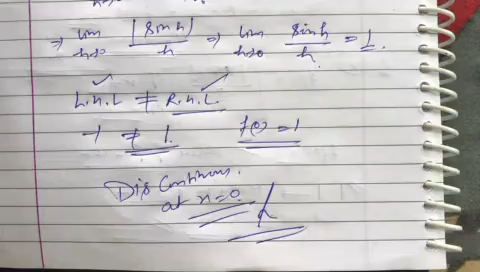 ⇒ lim h→0 |sin h| / h ⇒ lim h→0 sin h / h = 1.
L.H.L ≠ R.H.L.
-1 ≠ 1. f(0) = 1
Dis Continuous.
at x=0